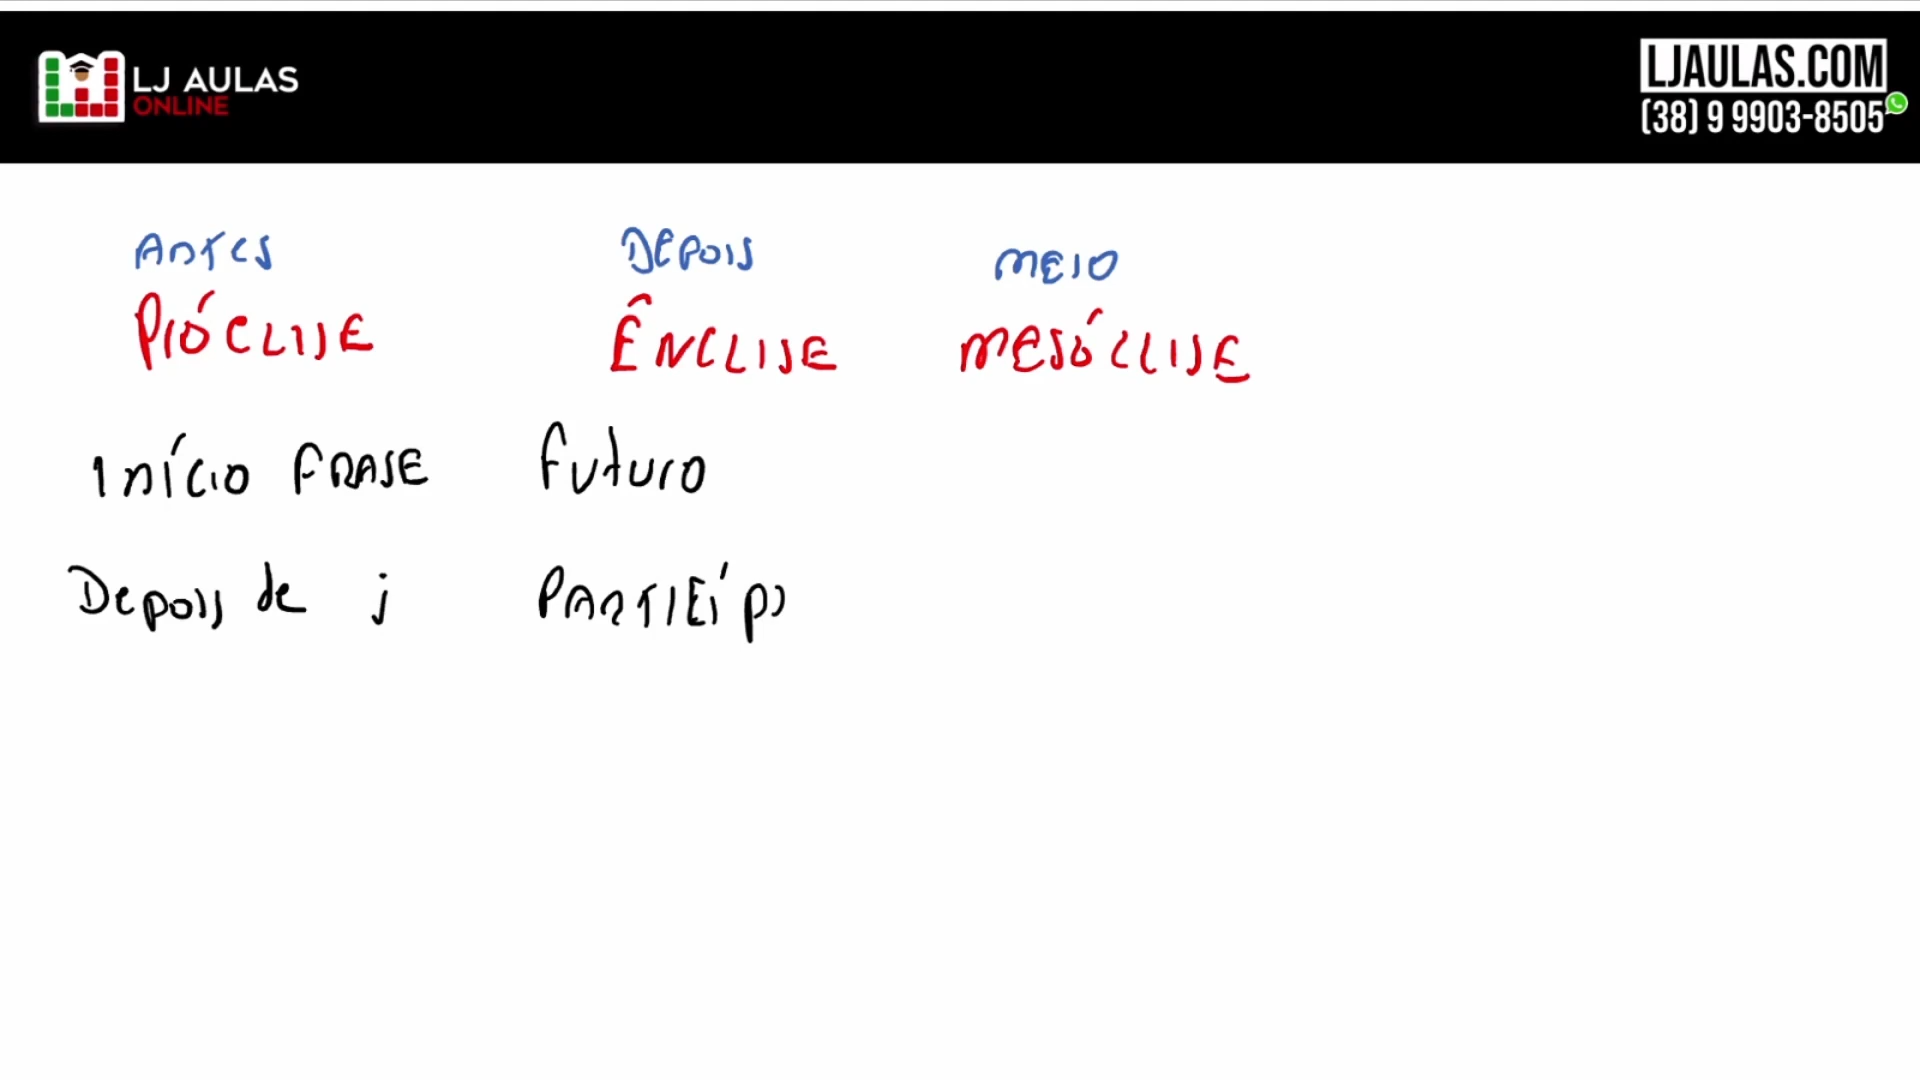 LJ AULAS
ONLINE
LJAULAS.COM
(38) 9 9903-8505
ANTES DEPOIS MEIO
PRÓCLISE ÊNCLISE MESÓCLISE
INÍCIO FRASE FUTURO
DEPOIS de ; PARTICÍPI